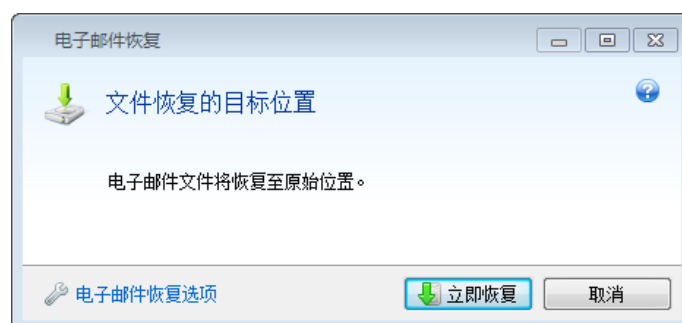 电子邮件恢复
文件恢复的目标位置
电子邮件文件将恢复至原始位置。
电子邮件恢复选项
立即恢复
取消